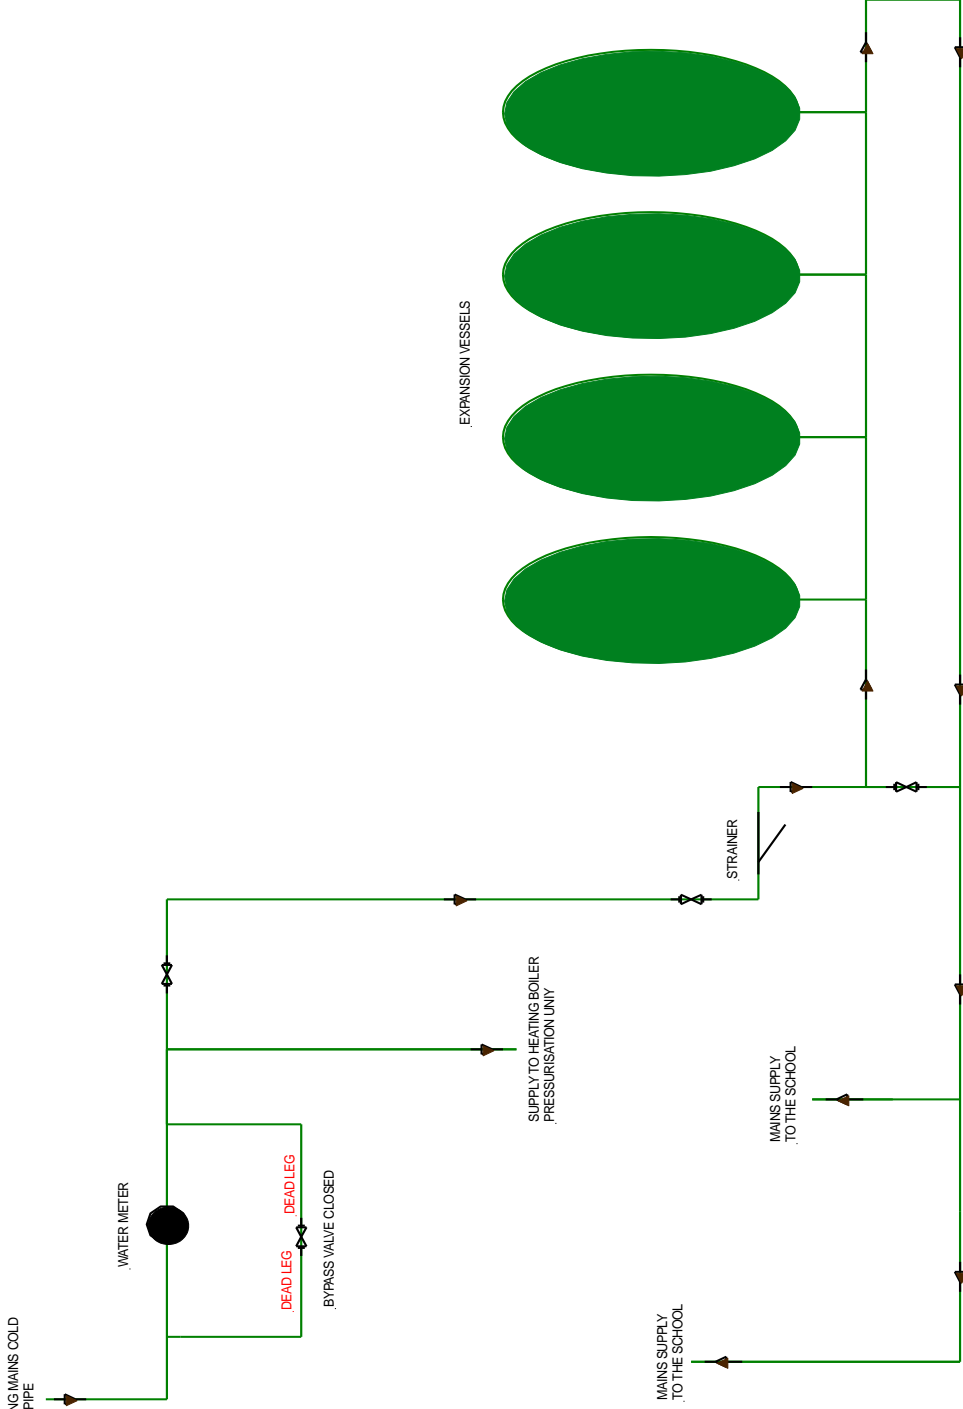 EXPANSION VESSELS
STRAINER
SUPPLY TO HEATING BOILER
PRESSURISATION UNIY
MAINS SUPPLY
TO THE SCHOOL
WATER METER
DEAD LEG
DEAD LEG
BYPASS VALVE CLOSED
MAINS SUPPLY
TO THE SCHOOL
MAINS COLD
PIPE